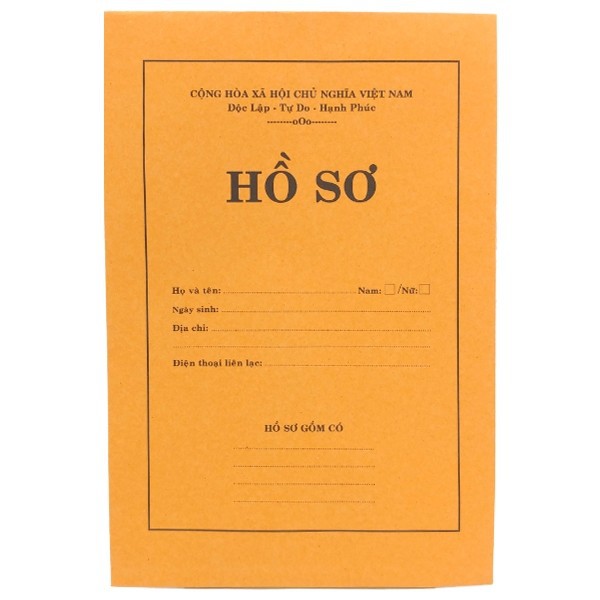 CỘNG HÒA XÃ HỘI CHỦ NGHĨA VIỆT NAM
Độc Lập - Tự Do - Hạnh Phúc
--------oOo--------
HỒ SƠ
Họ và tên: Nam: □ /Nữ: □
Ngày sinh:
Địa chỉ:
Điện thoại liên lạc:
HỒ SƠ GỒM CÓ